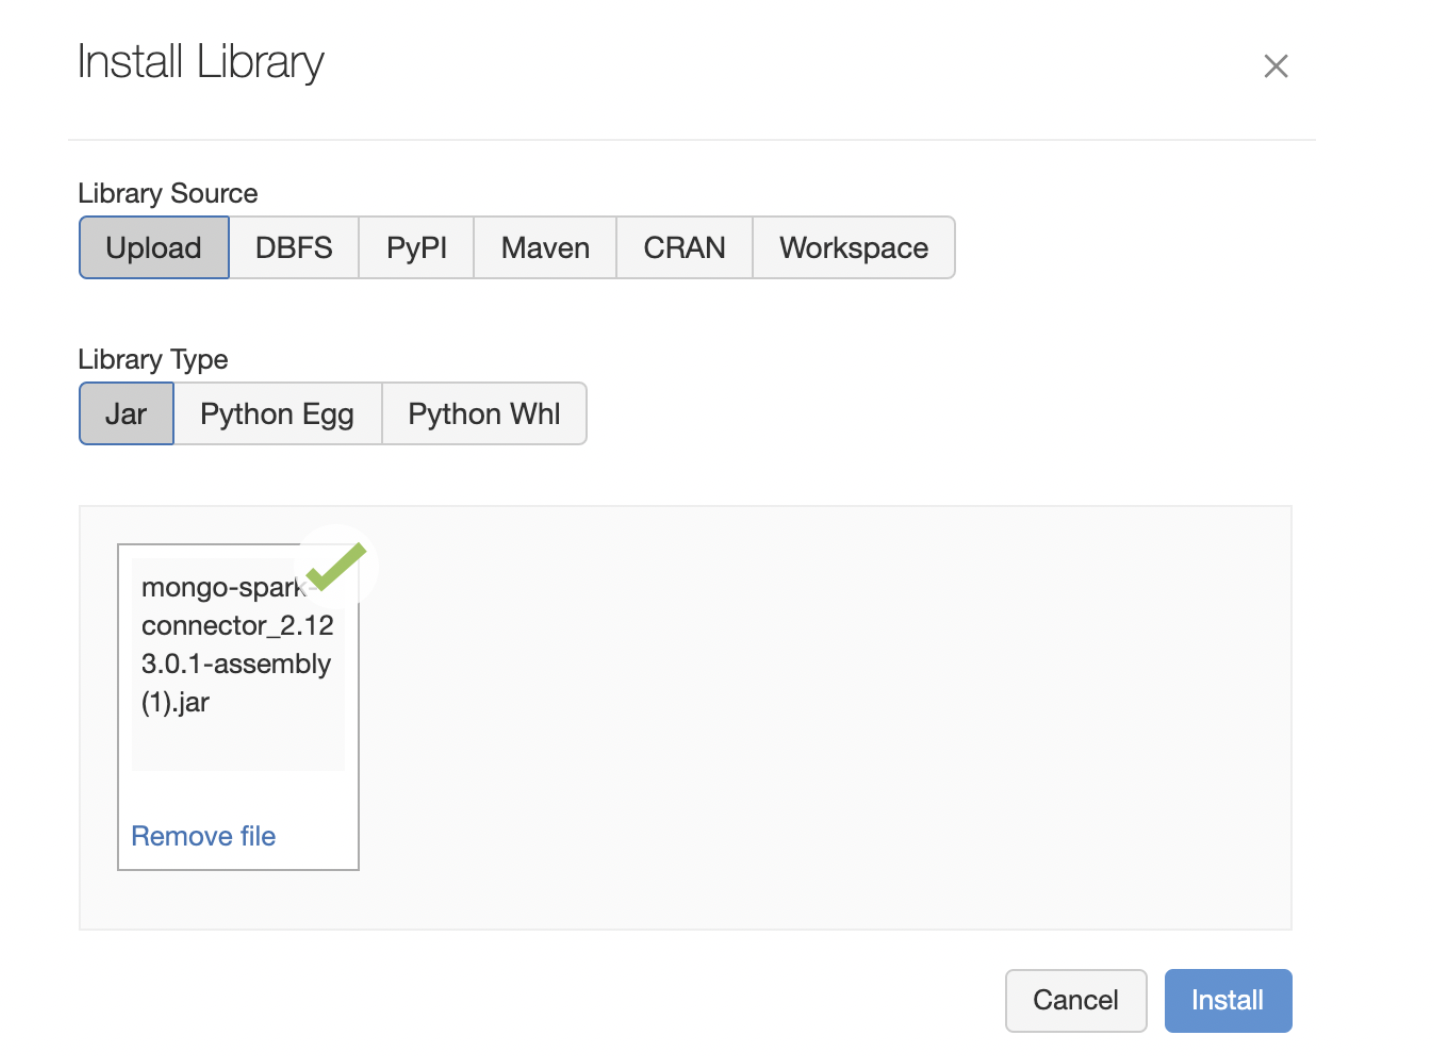 Install Library
Library Source
Upload DBFS PyPI Maven CRAN Workspace
Library Type
Jar Python Egg Python Whl
mongo-spark-
connector_2.12
3.0.1-assembly
(1).jar
Remove file
Cancel Install